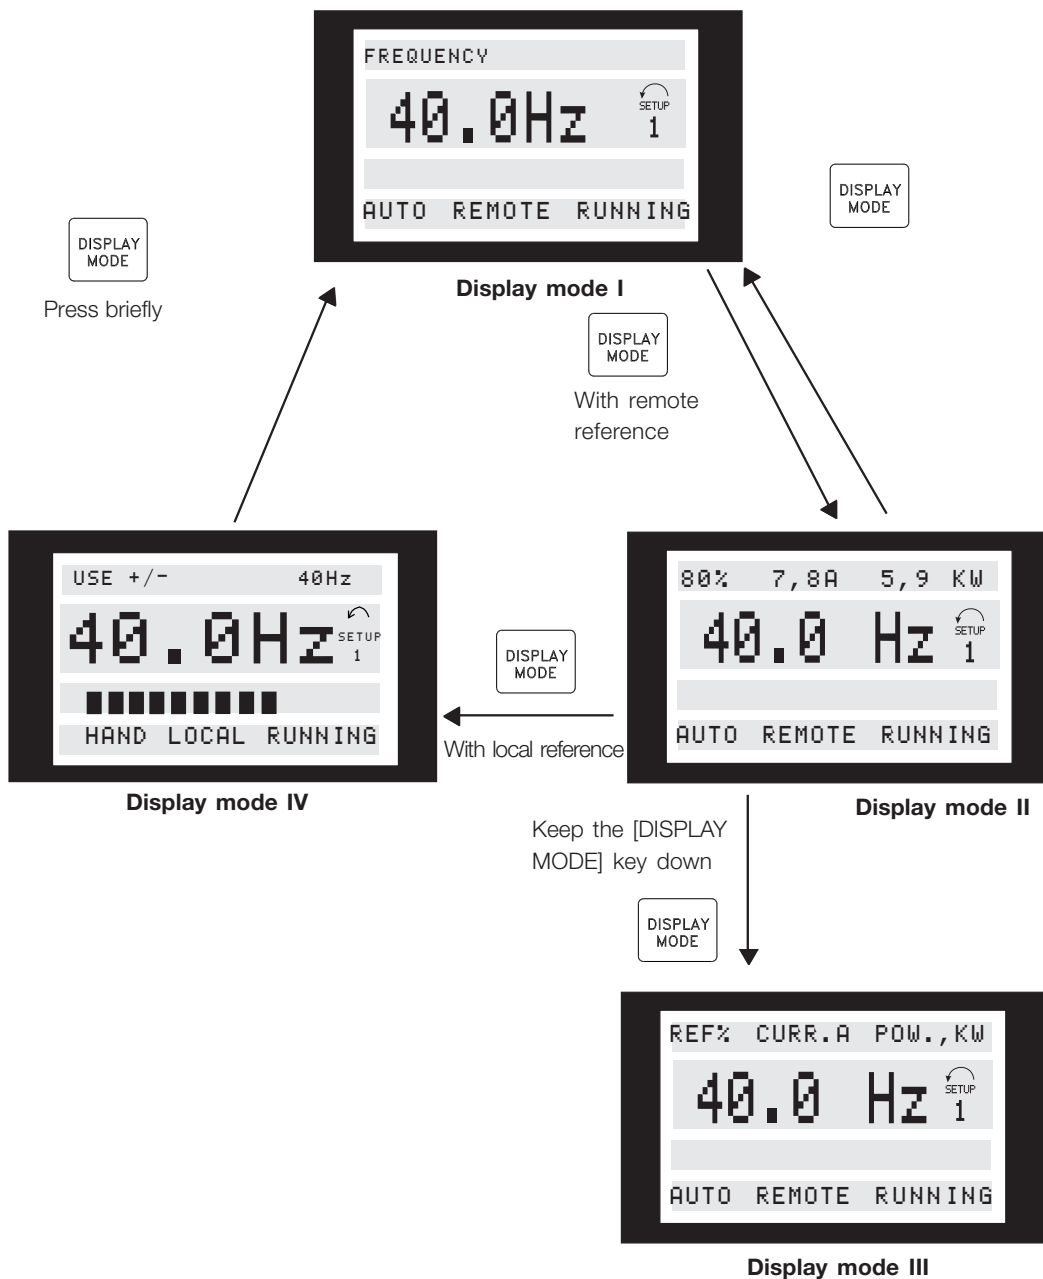 FREQUENCY
40.0Hz
SETUP
1
AUTO REMOTE RUNNING
Display mode I
DISPLAY
MODE
Press briefly
DISPLAY
MODE
DISPLAY
MODE
With remote
reference
USE +/-   40Hz
40.0Hz
SETUP
1
HAND LOCAL RUNNING
Display mode IV
DISPLAY
MODE
With local reference
80%   7,8A   5,9 KW
40.0 Hz
SETUP
1
AUTO REMOTE RUNNING
Display mode II
Keep the [DISPLAY
MODE] key down
DISPLAY
MODE
REF% CURR.A POW.,KW
40.0 Hz
SETUP
1
AUTO REMOTE RUNNING
Display mode III